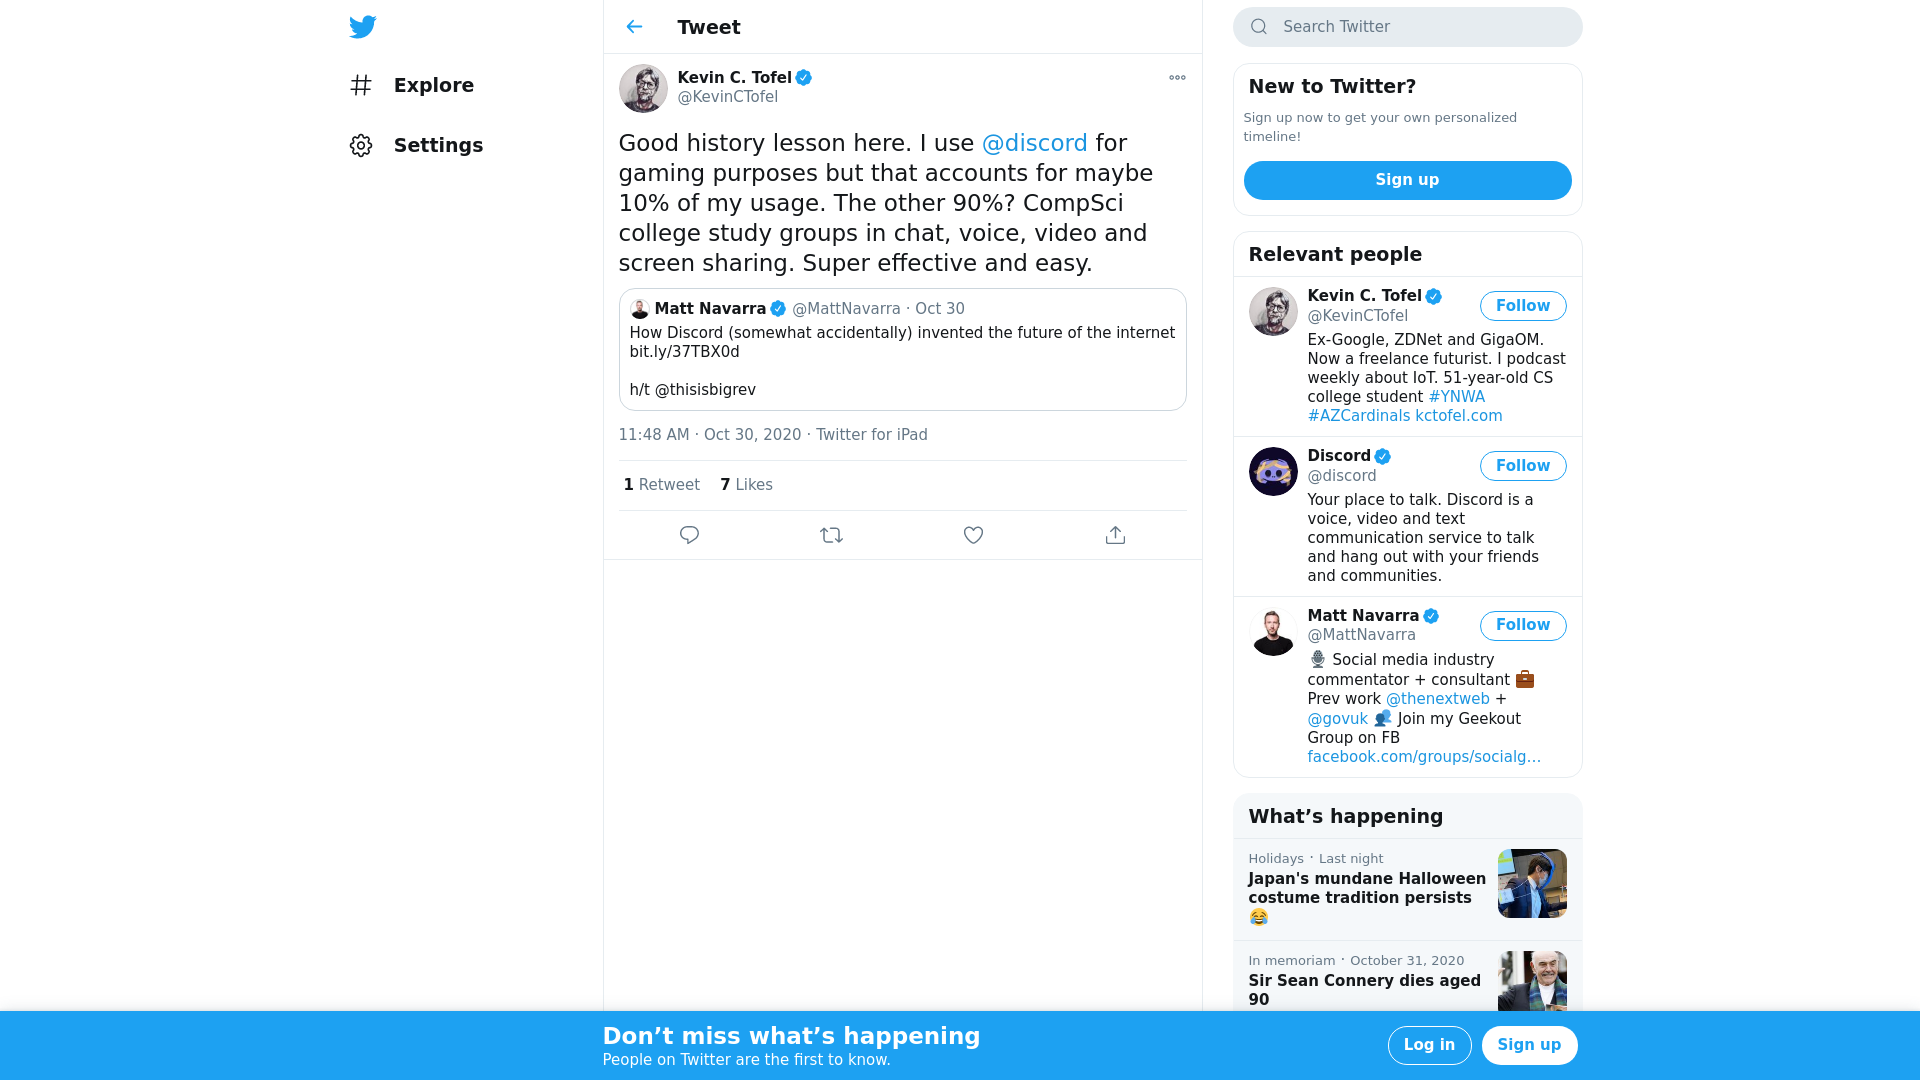 Explore
Settings
Tweet
Kevin C. Tofel
@KevinCTofel
Good history lesson here. I use @discord for
gaming purposes but that accounts for maybe
10% of my usage. The other 90%? CompSci
college study groups in chat, voice, video and
screen sharing. Super effective and easy.
Matt Navarra @MattNavarra · Oct 30
How Discord (somewhat accidentally) invented the future of the internet
bit.ly/37TBX0d
h/t @thisisbigrev
11:48 AM · Oct 30, 2020 · Twitter for iPad
1 Retweet 7 Likes
Search Twitter
New to Twitter?
Sign up now to get your own personalized
timeline!
Sign up
Relevant people
Kevin C. Tofel
@KevinCTofel
Follow
Ex-Google, ZDNet and GigaOM.
Now a freelance futurist. I podcast
weekly about IoT. 51-year-old CS
college student #YNWA
#AZCardinals kctofel.com
Discord
@discord
Follow
Your place to talk. Discord is a
voice, video and text
communication service to talk
and hang out with your friends
and communities.
Matt Navarra
@MattNavarra
Follow
🎙 Social media industry
commentator + consultant 💼
Prev work @thenextweb +
@govuk 👥 Join my Geekout
Group on FB
facebook.com/groups/socialg…
What’s happening
Holidays · Last night
Japan's mundane Halloween
costume tradition persists
😂
In memoriam · October 31, 2020
Sir Sean Connery dies aged
90
Don’t miss what’s happening
People on Twitter are the first to know.
Log in
Sign up